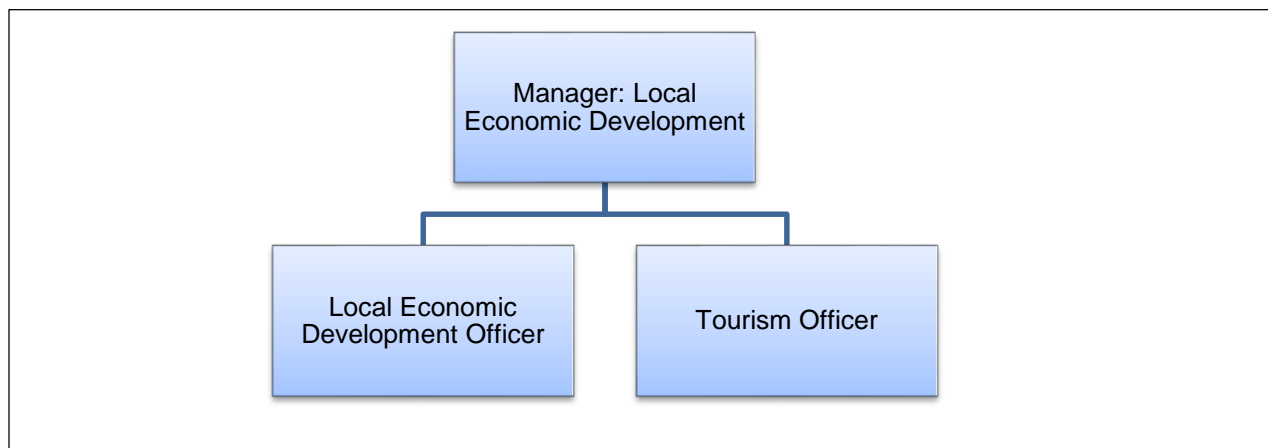 Manager: Local
Economic Development
Local Economic
Development Officer
Tourism Officer